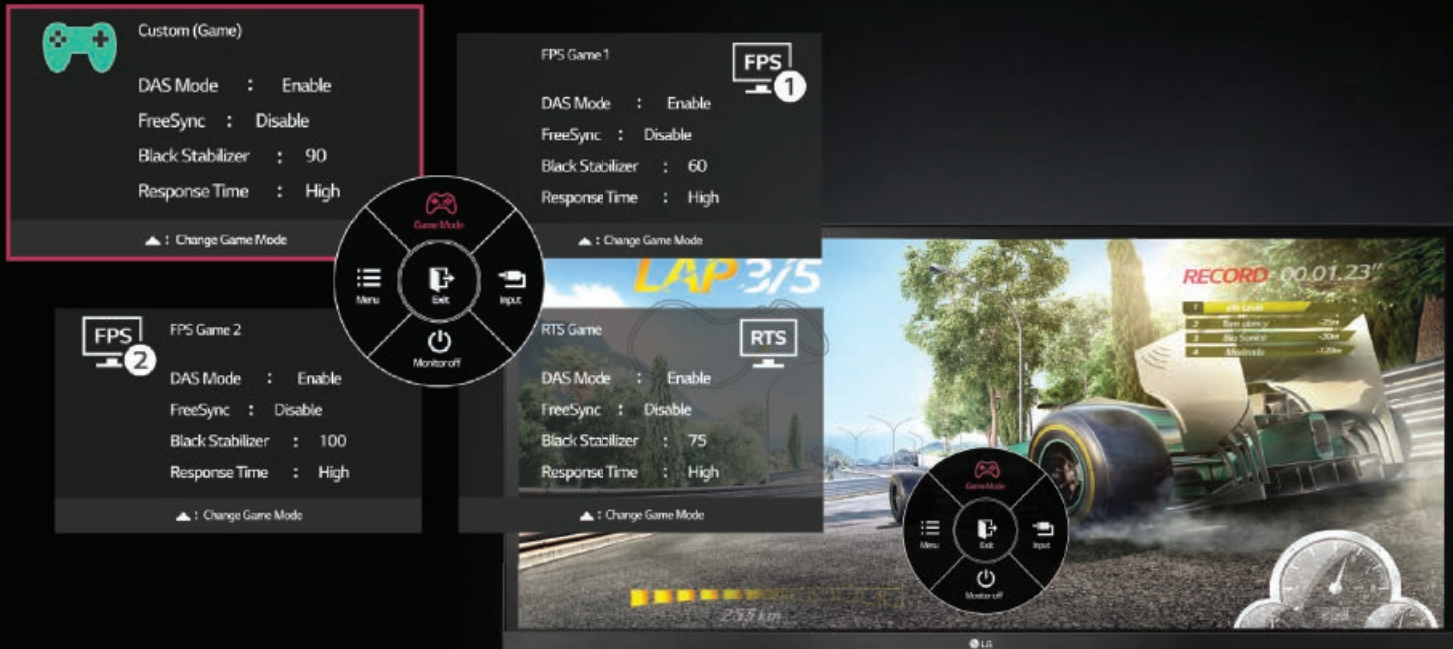 Custom (Game)
DAS Mode : Enable
FreeSync : Disable
Black Stabilizer : 90
Response Time : High
▲ : Change Game Mode
FPS Game 1
FPS
1
DAS Mode : Enable
FreeSync : Disable
Black Stabilizer : 60
Response Time : High
▲ : Change Game Mode
Game Mode
Menu
Exit
Input
Monitor off
FPS
2
FPS Game 2
DAS Mode : Enable
FreeSync : Disable
Black Stabilizer : 100
Response Time : High
▲ : Change Game Mode
RTS Game
RTS
DAS Mode : Enable
FreeSync : Disable
Black Stabilizer : 75
Response Time : High
▲ : Change Game Mode
LAP 3/5
RECORD: 00.01.23"
1
2
3
4
Game Mode
Menu
Exit
Input
Monitor off
LG